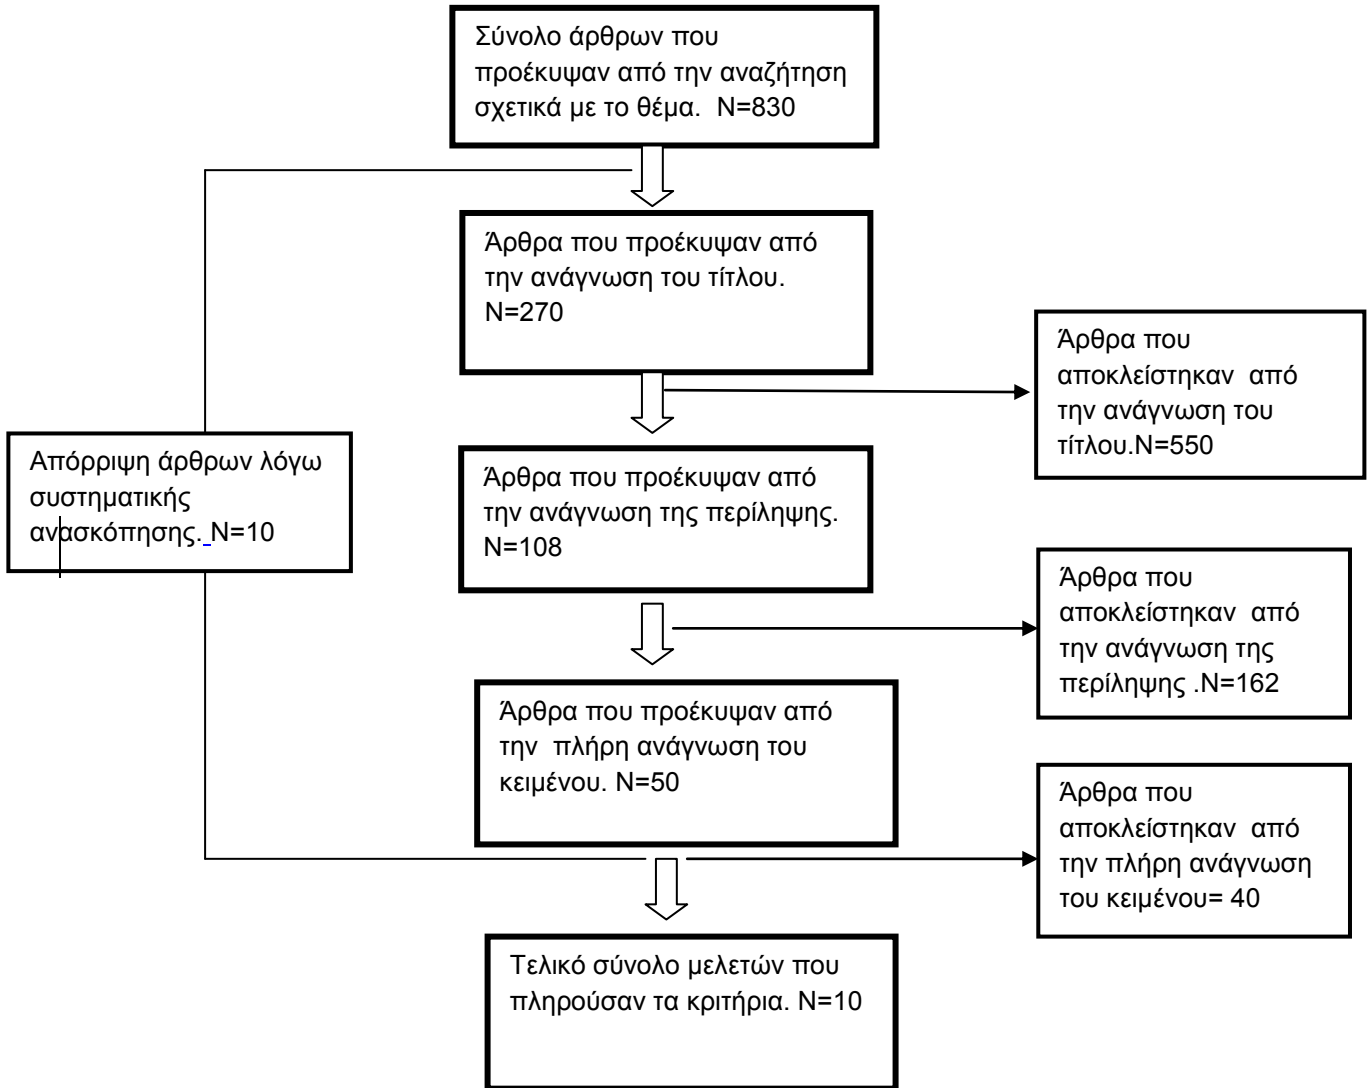 Σύνολο άρθρων που
προέκυψαν από την αναζήτηση
σχετικά με το θέμα.  N=830
Άρθρα που προέκυψαν από
την ανάγνωση του τίτλου.
N=270
Άρθρα που
αποκλείστηκαν  από
την ανάγνωση του
τίτλου.N=550
Απόρριψη άρθρων λόγω
συστηματικής
ανασκόπησης. N=10
Άρθρα που προέκυψαν από
την ανάγνωση της περίληψης.
N=108
Άρθρα που
αποκλείστηκαν  από
την ανάγνωση της
περίληψης .N=162
Άρθρα που προέκυψαν από
την  πλήρη ανάγνωση του
κειμένου. N=50
Άρθρα που
αποκλείστηκαν  από
την πλήρη ανάγνωση
του κειμένου= 40
Τελικό σύνολο μελετών που
πληρούσαν τα κριτήρια. N=10